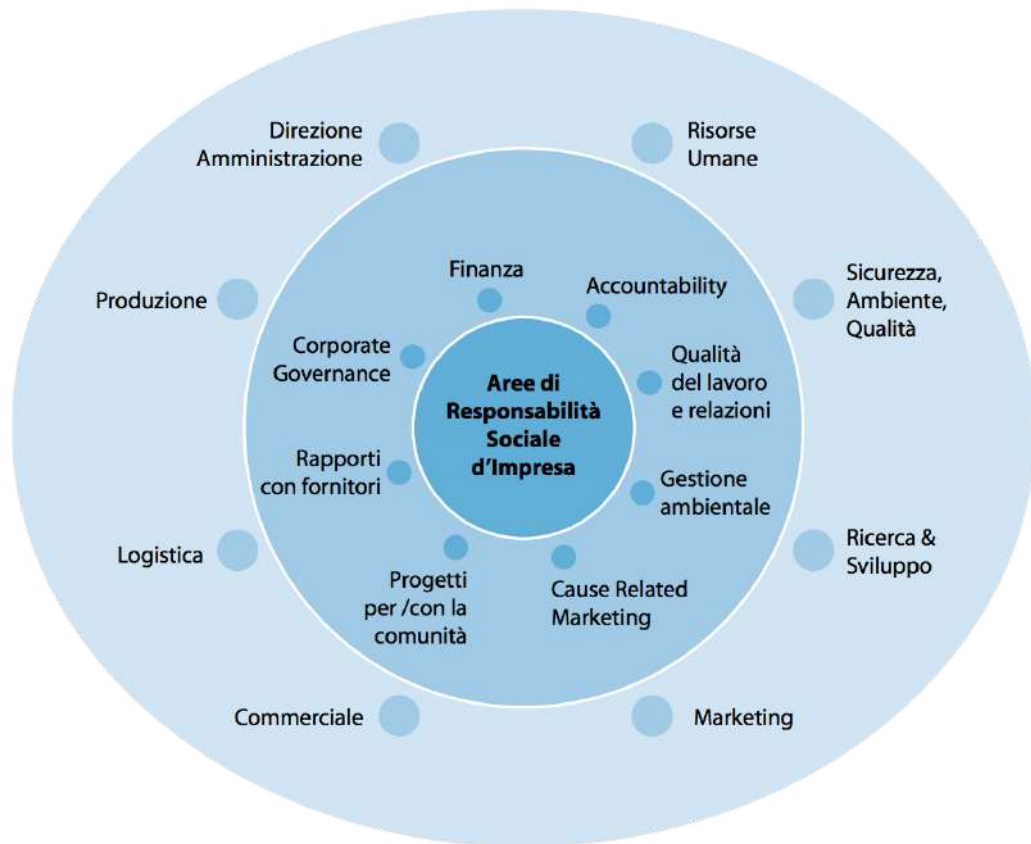 Direzione
Amministrazione
Risorse
Umane
Produzione
Sicurezza,
Ambiente,
Qualità
Logistica
Ricerca &
Sviluppo
Commerciale
Marketing
Finanza
Accountability
Corporate
Governance
Qualità
del lavoro
e relazioni
Rapporti
con fornitori
Gestione
ambientale
Progetti
per /con la
comunità
Cause Related
Marketing
Aree di
Responsabilità
Sociale
d’Impresa